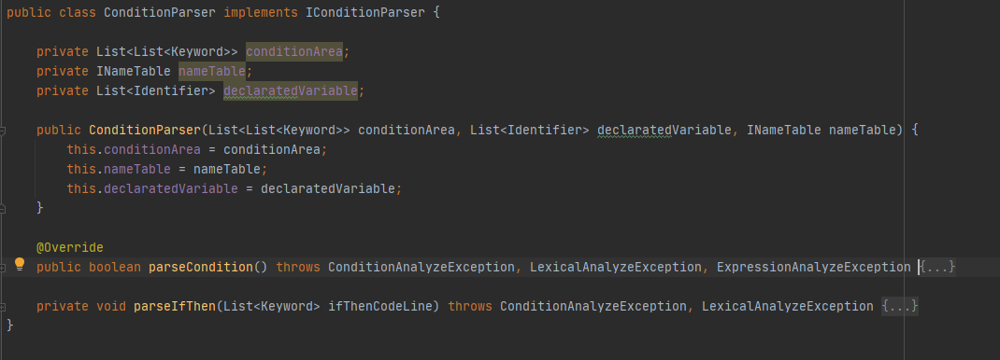 public class ConditionParser implements IConditionParser {
private List<List<Keyword>> conditionArea;
private INameTable nameTable;
private List<Identifier> declaratedVariable;
public ConditionParser(List<List<Keyword>> conditionArea, List<Identifier> declaratedVariable, INameTable nameTable) {
this.conditionArea = conditionArea;
this.nameTable = nameTable;
this.declaratedVariable = declaratedVariable;
}
@Override
public boolean parseCondition() throws ConditionAnalyzeException, LexicalAnalyzeException, ExpressionAnalyzeException {...}
private void parseIfThen(List<Keyword> ifThenCodeLine) throws ConditionAnalyzeException, LexicalAnalyzeException {...}
}